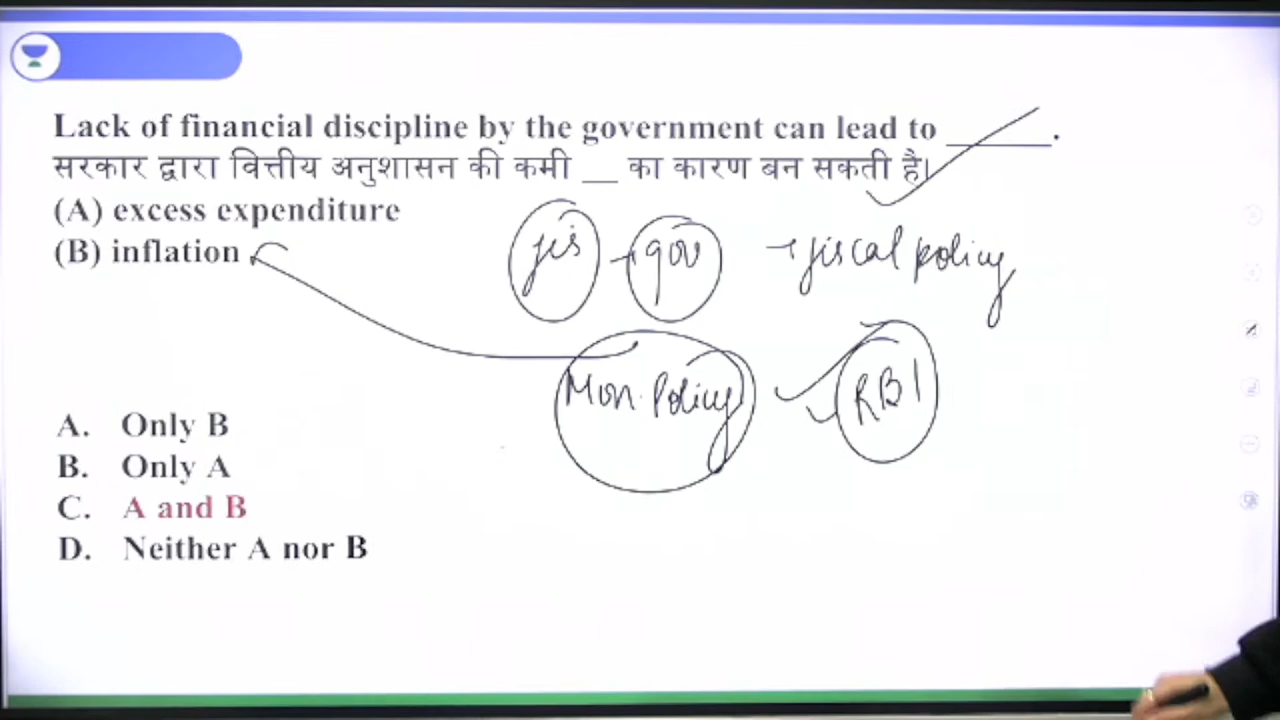 Lack of financial discipline by the government can lead to ________.
सरकार द्वारा वित्तीय अनुशासन की कमी __ का कारण बन सकती है।
(A) excess expenditure
(B) inflation
fis - gov → fiscal policy
Mon. Policy RBI
A. Only B
B. Only A
C. A and B
D. Neither A nor B